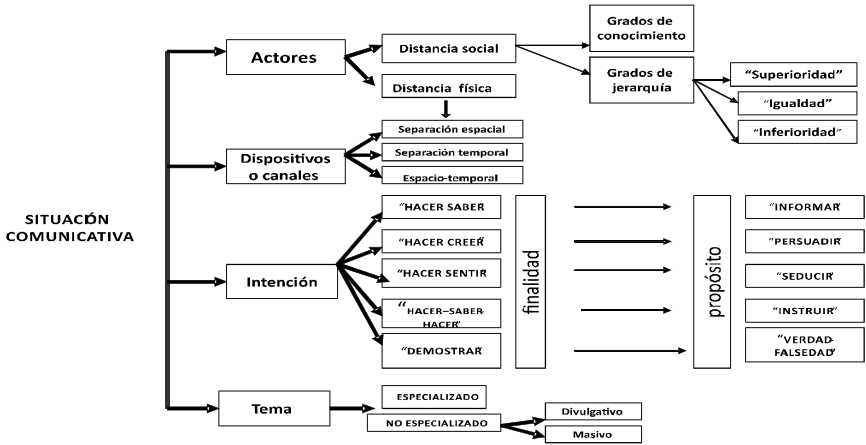 SITUACIÓN
COMUNICATIVA
Actores
Distancia social
Grados de
conocimiento
Grados de
jerarquía
“Superioridad”
“Igualdad”
“Inferioridad”
Distancia física
Dispositivos
o canales
Separación espacial
Separación temporal
Espacio-temporal
Intención
“HACER SABER”
“HACER CREER”
“HACER SENTIR”
“HACER–SABER-
HACER”
“DEMOSTRAR”
finalidad
propósito
“INFORMAR”
“PERSUADIR”
“SEDUCIR”
“INSTRUIR”
“VERDAD-
FALSEDAD”
Tema
ESPECIALIZADO
NO ESPECIALIZADO
Divulgativo
Masivo